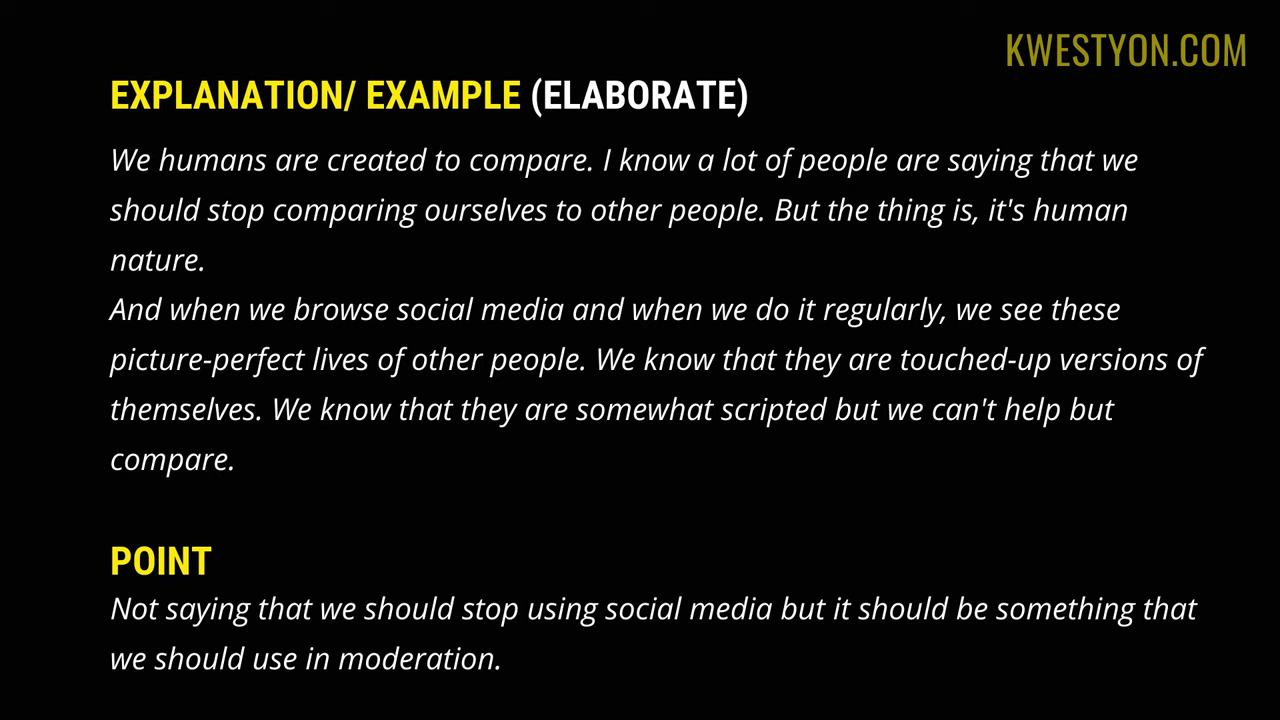 KWESTYON.COM
EXPLANATION/ EXAMPLE (ELABORATE)
We humans are created to compare. I know a lot of people are saying that we
should stop comparing ourselves to other people. But the thing is, it's human
nature.
And when we browse social media and when we do it regularly, we see these
picture-perfect lives of other people. We know that they are touched-up versions of
themselves. We know that they are somewhat scripted but we can't help but
compare.
POINT
Not saying that we should stop using social media but it should be something that
we should use in moderation.